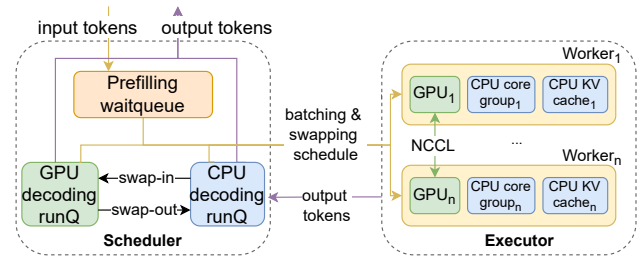 input tokens
output tokens
Prefilling
waitqueue
GPU
decoding
runQ
swap-in
swap-out
CPU
decoding
runQ
Scheduler
batching &
swapping
schedule
output
tokens
Worker1
GPU1
CPU core
group1
CPU KV
cache1
NCCL
...
Workern
GPUn
CPU core
groupn
CPU KV
cachen
Executor